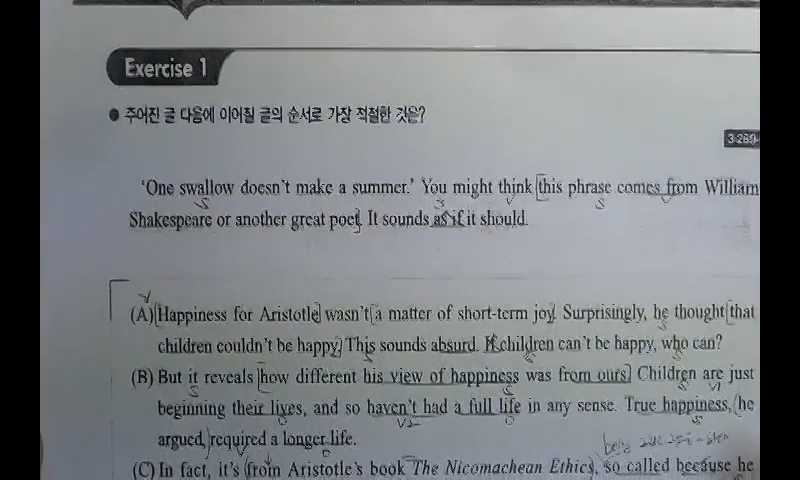 Exercise 1
● 주어진 글 다음에 이어질 글의 순서로 가장 적절한 것은?
'One swallow doesn't make a summer.' You might think this phrase comes from William
Shakespeare or another great poet. It sounds as if it should.
(A) Happiness for Aristotle wasn't a matter of short-term joy. Surprisingly, he thought that
children couldn't be happy. This sounds absurd. If children can't be happy, who can?
(B) But it reveals how different his view of happiness was from ours. Children are just
beginning their lives, and so haven't had a full life in any sense. True happiness, he
argued, required a longer life.
(C) In fact, it's from Aristotle's book The Nicomachean Ethics, so called because he